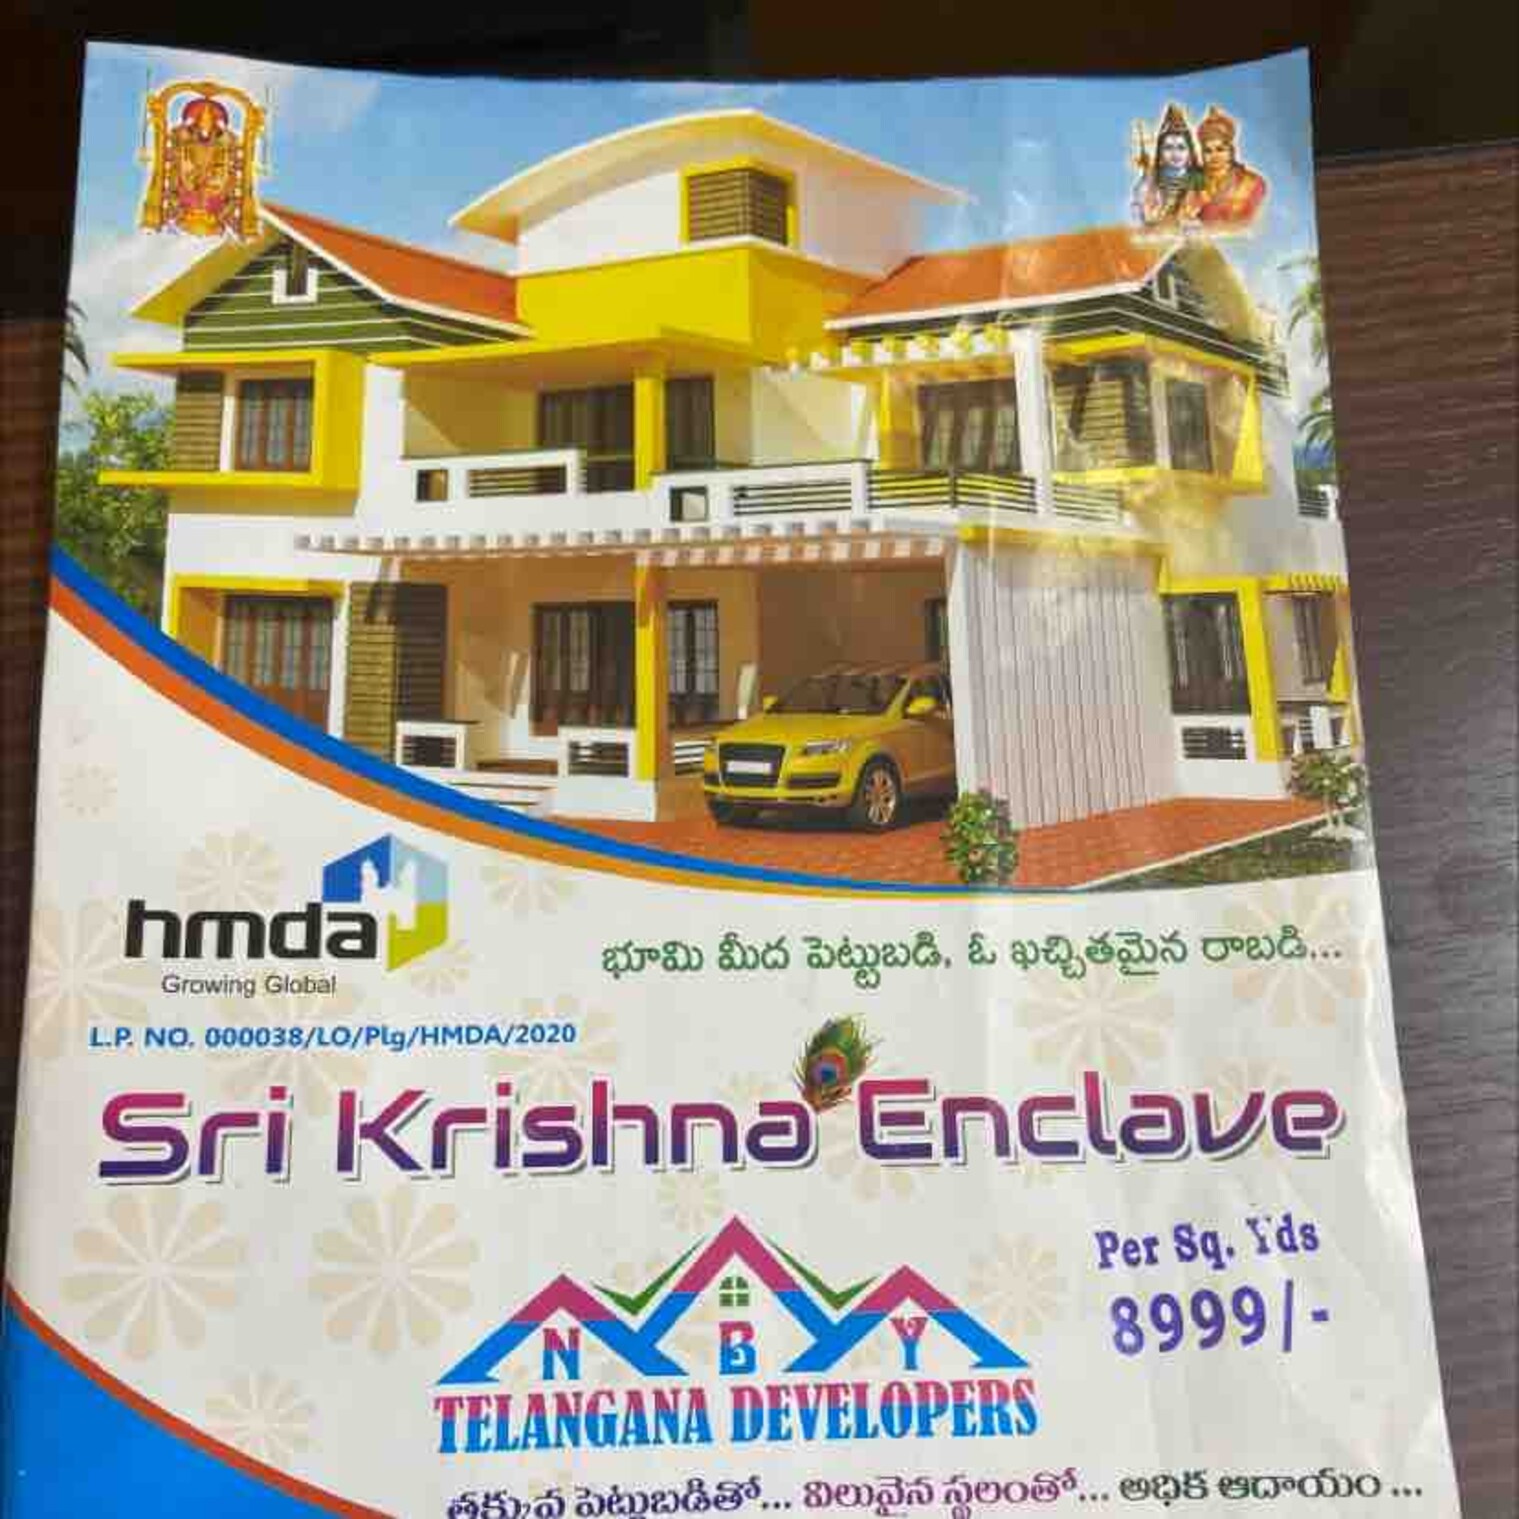 hmda
Growing Global
భూమి మీద పెట్టుబడి, ఓ ఖచ్చితమైన రాబడి...
L.P. NO. 000038/LO/Plg/HMDA/2020
Sri Krishna Enclave
Per Sq. Yds
8999/-
N B Y
TELANGANA DEVELOPERS
తక్కువ పెట్టుబడితో... విలువైన స్థలంతో... అధిక ఆదాయం...